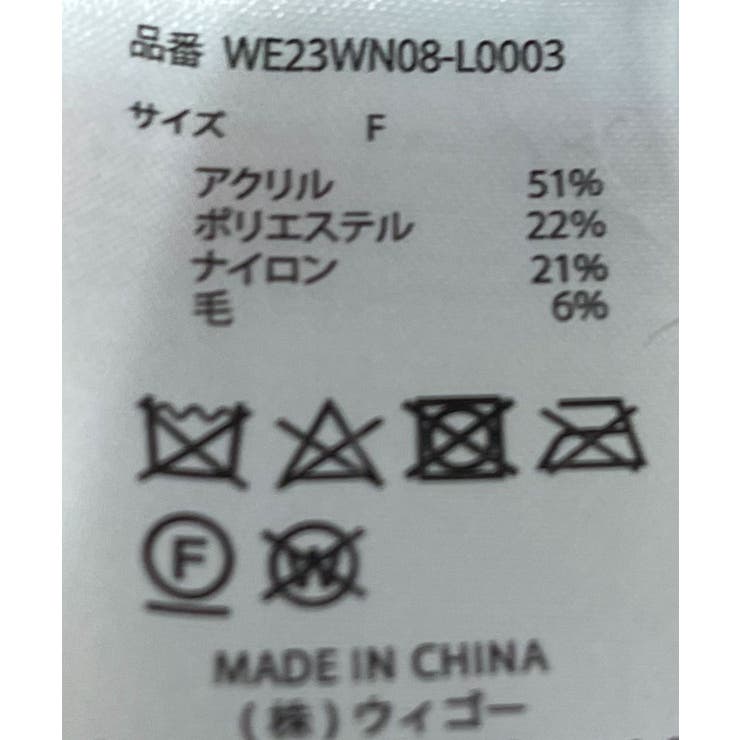 品番 WE23WN08-L0003
サイズ F
アクリル 51%
ポリエステル 22%
ナイロン 21%
毛 6%
F W
MADE IN CHINA
(株)ウィゴー